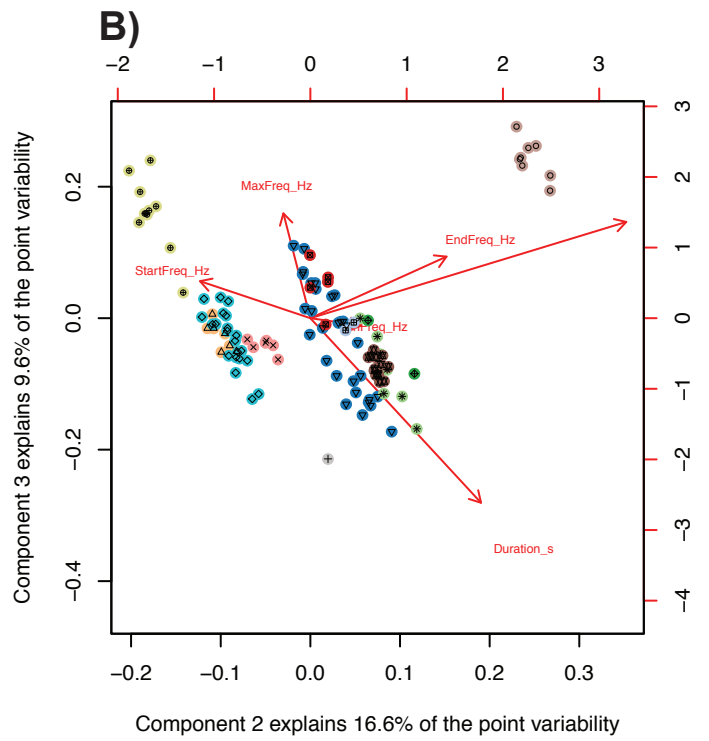 B)
−2 −1 0 1 2 3
MaxFreq_Hz
EndFreq_Hz
StartFreq_Hz
Freq_Hz
Duration_s
0.2
0.0
−0.2
−0.4
3
2
1
0
−1
−2
−3
−4
−0.2 −0.1 0.0 0.1 0.2 0.3
Component 3 explains 9.6% of the point variability
Component 2 explains 16.6% of the point variability